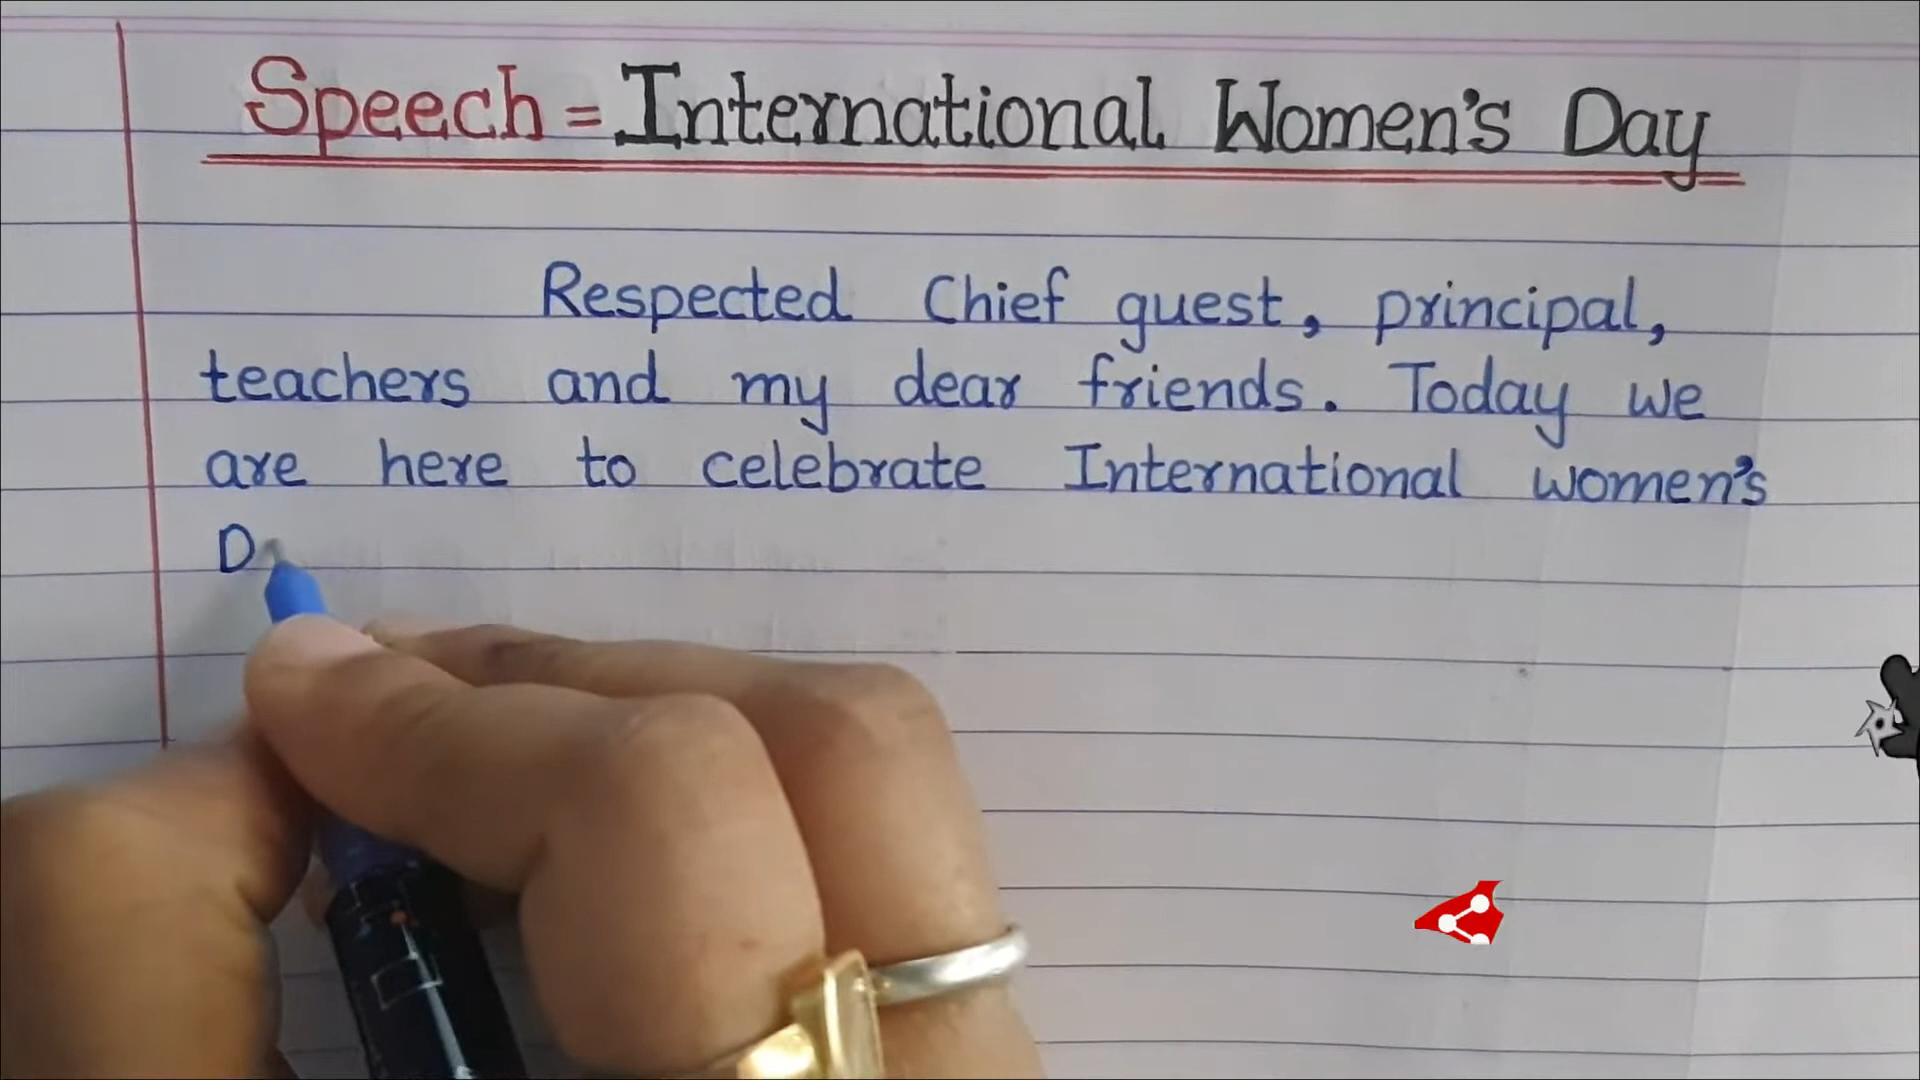 Speech = International Women's Day
Respected Chief guest, principal,
teachers and my dear friends. Today we
are here to celebrate International women's
D